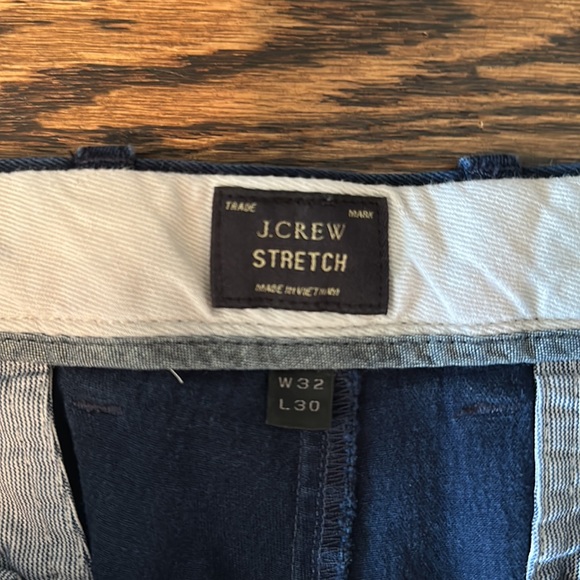 TRADE MARK
J.CREW
STRETCH
MADE IN VIETNAM
W32
L30